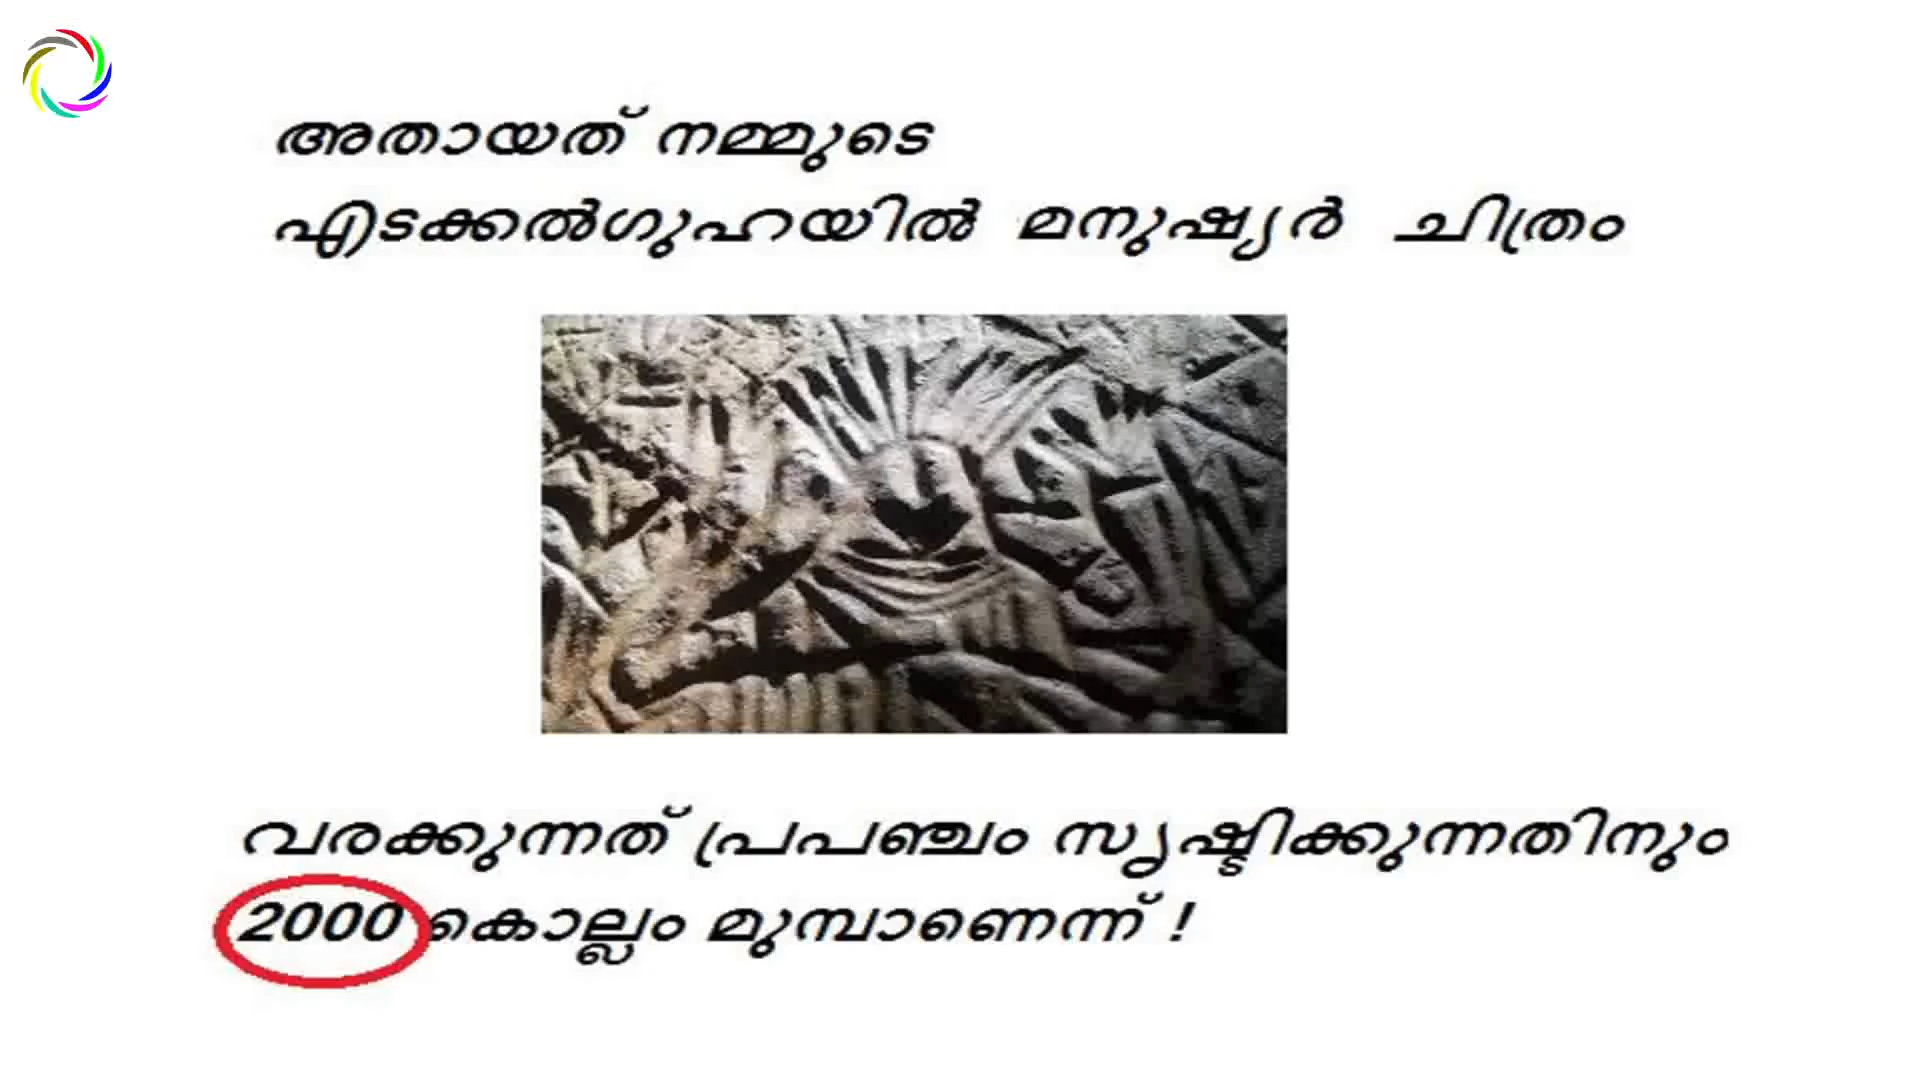 അതായത് നമ്മുടെ
എടക്കൽഗുഹയിൽ മനുഷ്യർ ചിത്രം
വരക്കുന്നത് പ്രപഞ്ചം സൃഷ്ടിക്കുന്നതിനും
2000 കൊല്ലം മുമ്പാണെന്ന് !